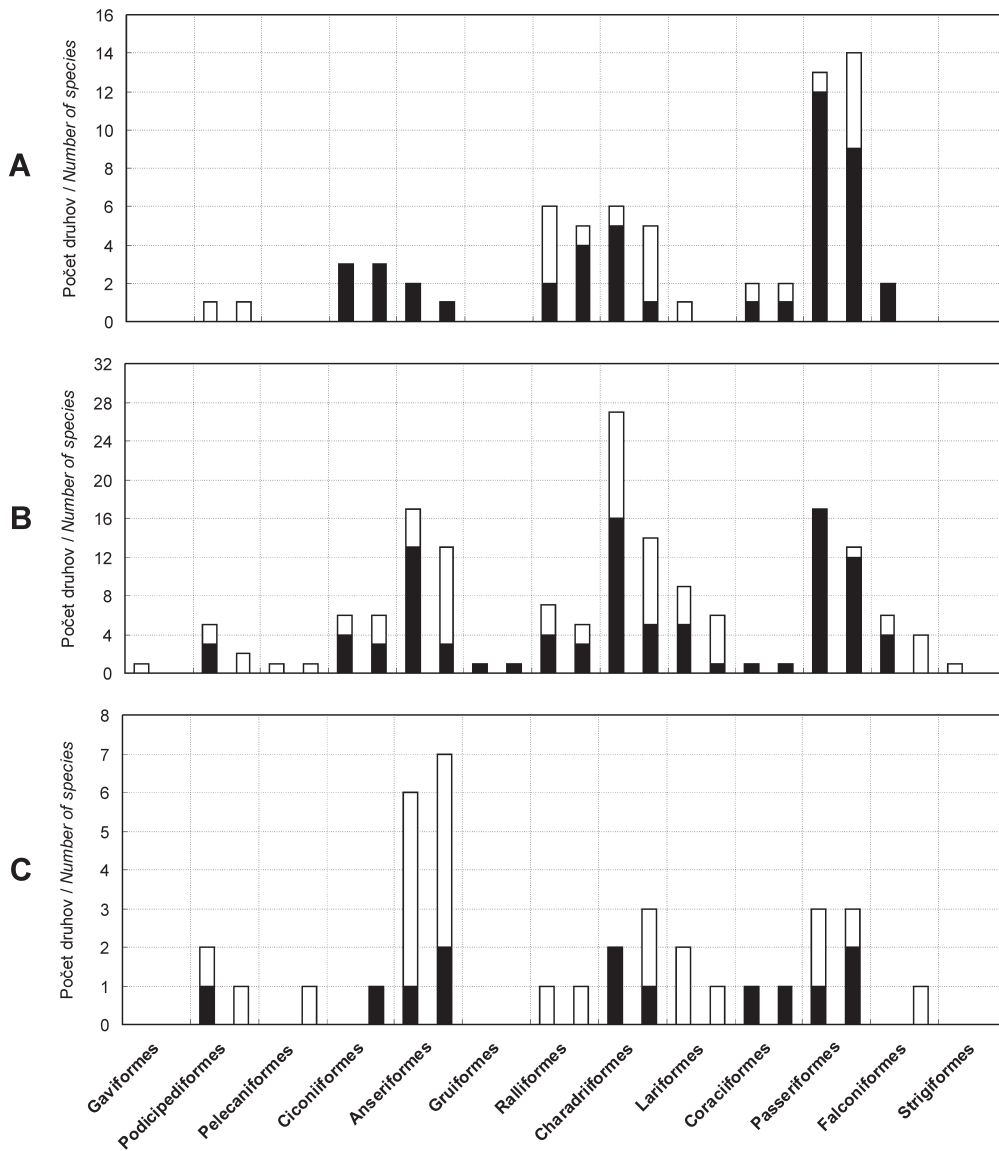 A
Počet druhov / Number of species
16
14
12
10
8
6
4
2
0
B
Počet druhov / Number of species
32
28
24
20
16
12
8
4
0
C
Počet druhov / Number of species
8
7
6
5
4
3
2
1
0
Gaviformes
Podicipediformes
Pelecaniformes
Ciconiiformes
Anseriformes
Gruiformes
Ralliformes
Charadriiformes
Lariformes
Coraciiformes
Passeriformes
Falconiformes
Strigiformes